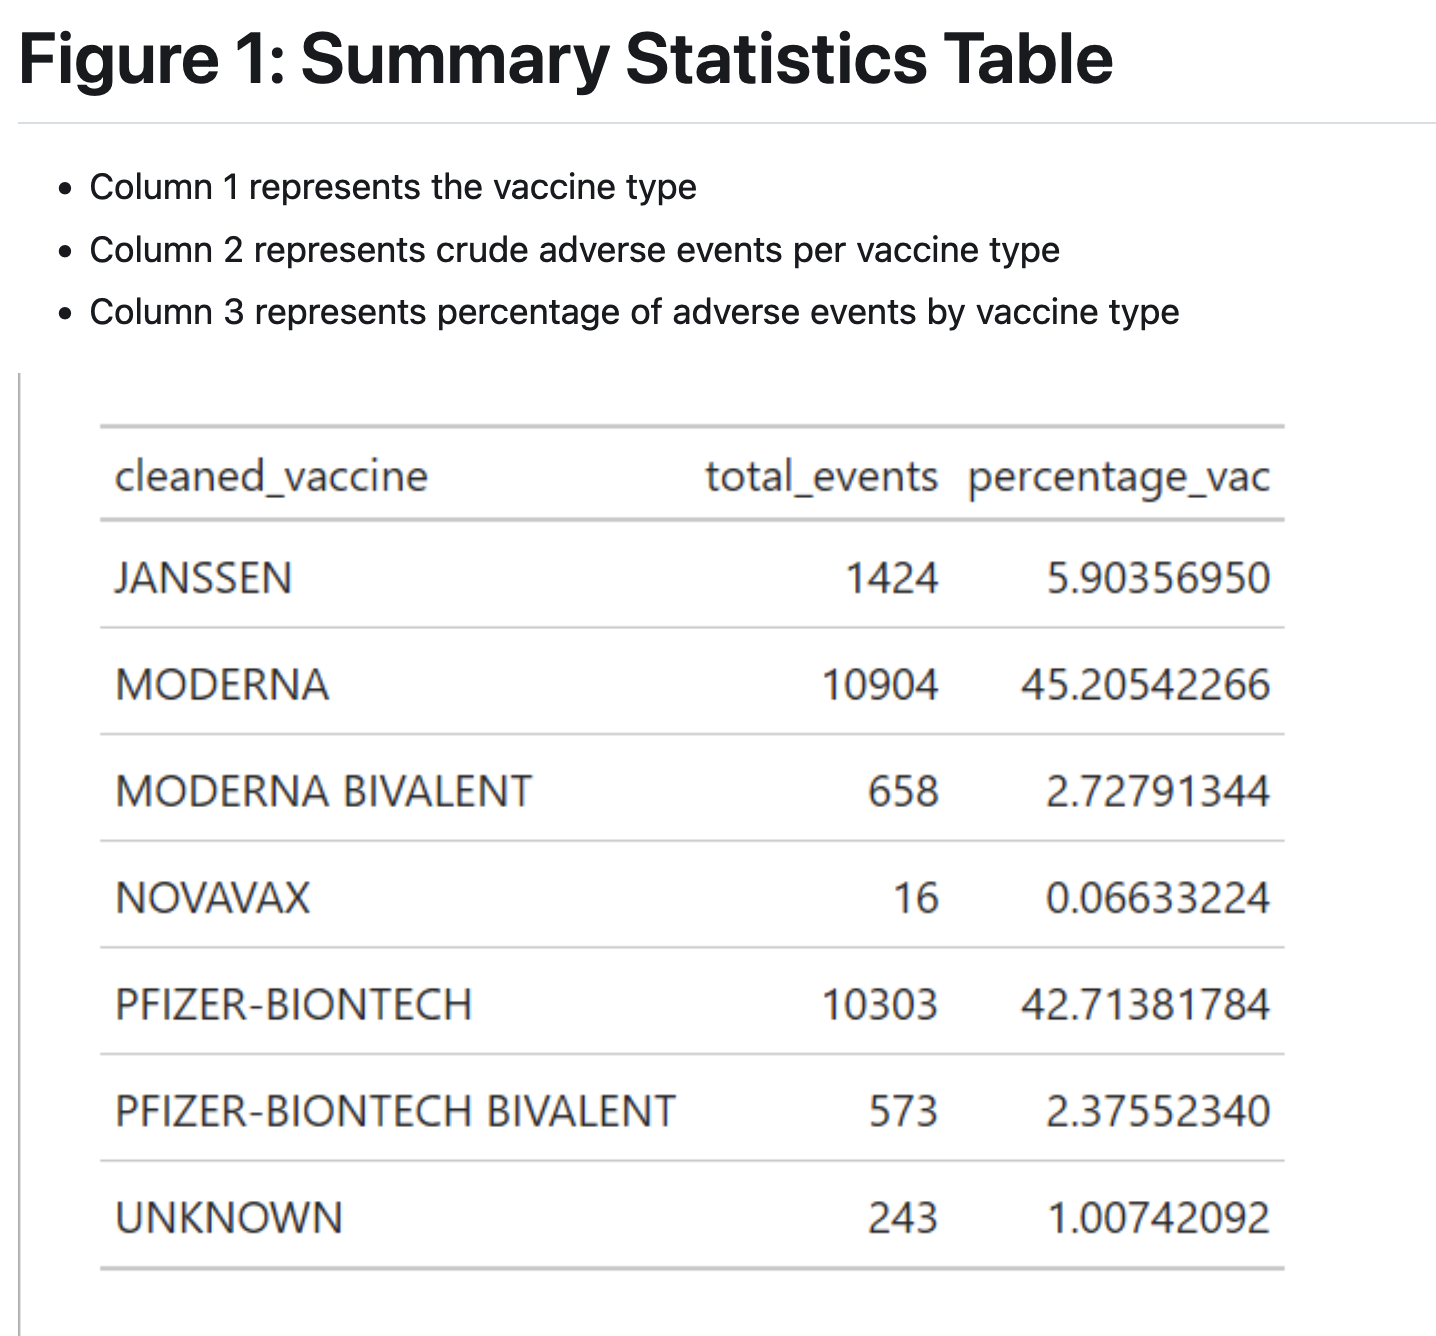 Figure 1: Summary Statistics Table
Column 1 represents the vaccine type
Column 2 represents crude adverse events per vaccine type
Column 3 represents percentage of adverse events by vaccine type
cleaned_vaccine total_events percentage_vac
JANSSEN 1424 5.90356950
MODERNA 10904 45.20542266
MODERNA BIVALENT 658 2.72791344
NOVAVAX 16 0.06633224
PFIZER-BIONTECH 10303 42.71381784
PFIZER-BIONTECH BIVALENT 573 2.37552340
UNKNOWN 243 1.00742092